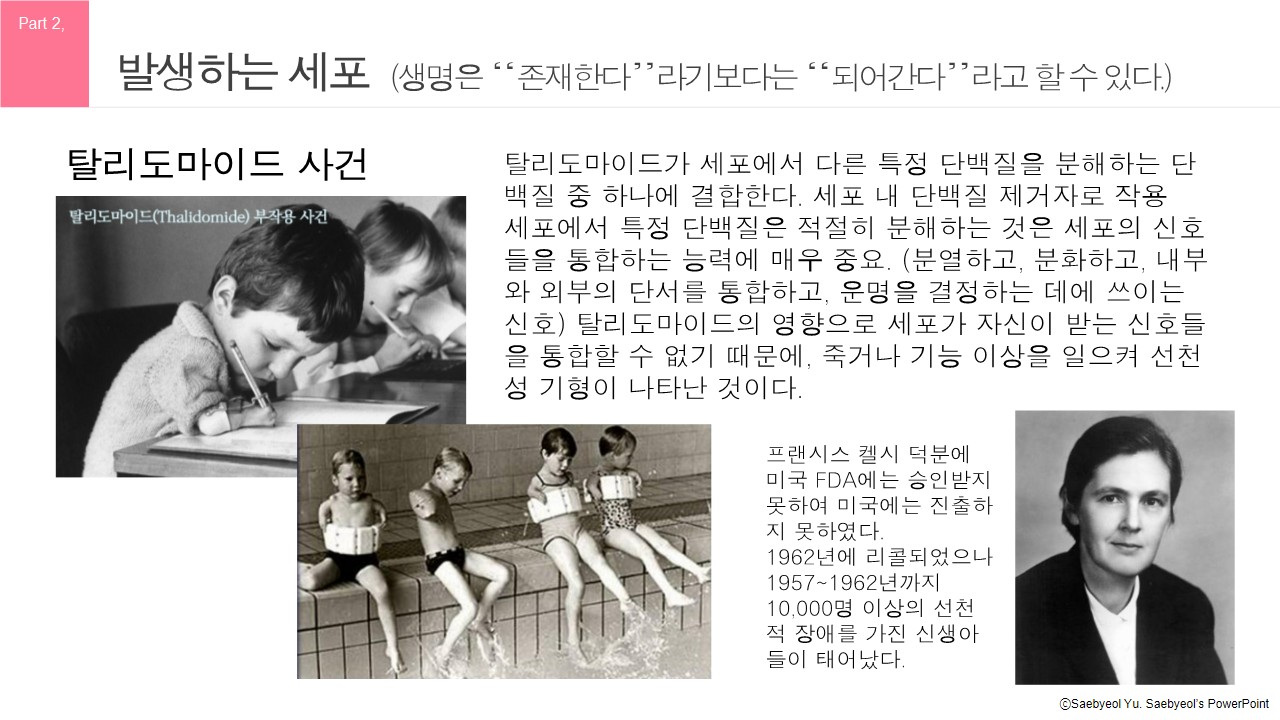 Part 2,
발생하는 세포 (생명은 “존재한다”라기보다는 “되어간다”라고 할 수 있다.)
탈리도마이드 사건
탈리도마이드(Thalidomide) 부작용 사건
탈리도마이드가 세포에서 다른 특정 단백질을 분해하는 단
백질 중 하나에 결합한다. 세포 내 단백질 제거자로 작용
세포에서 특정 단백질은 적절히 분해하는 것은 세포의 신호
들을 통합하는 능력에 매우 중요. (분열하고, 분화하고, 내부
와 외부의 단서를 통합하고, 운명을 결정하는 데에 쓰이는
신호) 탈리도마이드의 영향으로 세포가 자신이 받는 신호들
을 통합할 수 없기 때문에, 죽거나 기능 이상을 일으켜 선천
성 기형이 나타난 것이다.
프랜시스 켈시 덕분에
미국 FDA에는 승인받지
못하여 미국에는 진출하
지 못하였다.
1962년에 리콜되었으나
1957~1962년까지
10,000명 이상의 선천
적 장애를 가진 신생아
들이 태어났다.
ⓒSaebyeol Yu. Saebyeol's PowerPoint